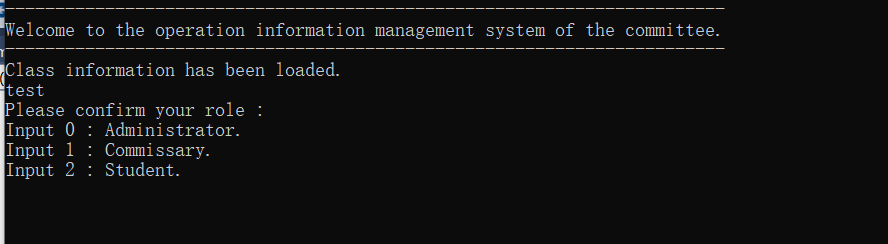 ------------------------------------------------------------------------
Welcome to the operation information management system of the committee.
------------------------------------------------------------------------
Class information has been loaded.
test
Please confirm your role :
Input 0 : Administrator.
Input 1 : Commissary.
Input 2 : Student.